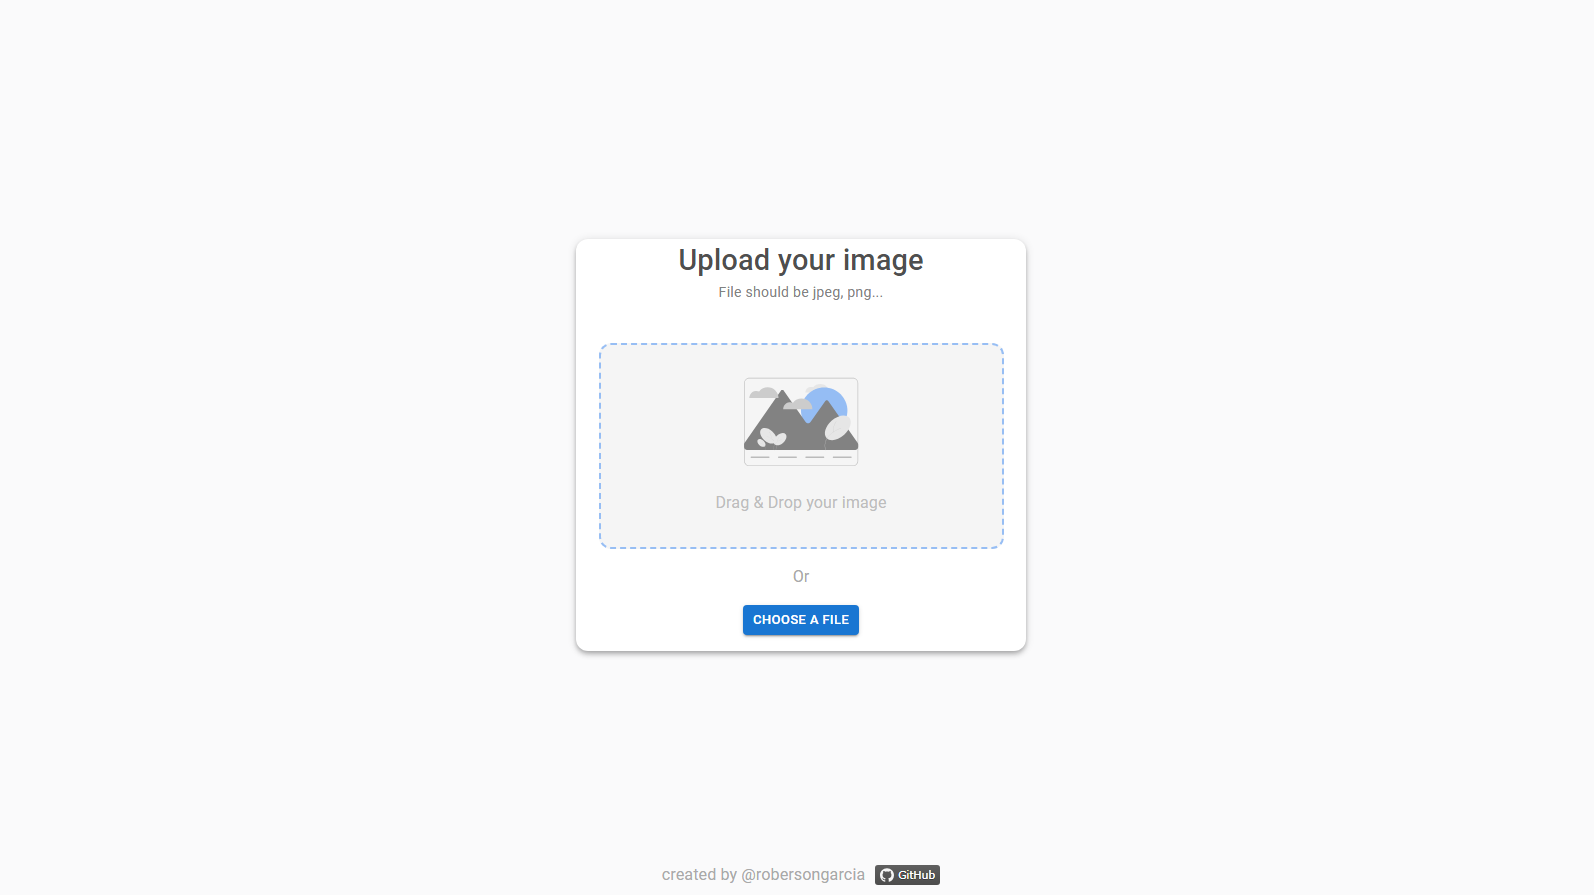 Upload your image
File should be jpeg, png...
Drag & Drop your image
Or
CHOOSE A FILE
created by @robersongarcia GitHub